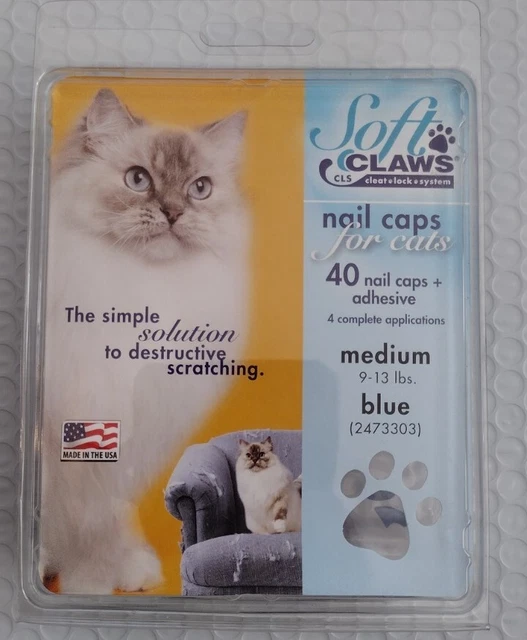 Soft
CLAWS®
CLS cleat•lock•system
nail caps
for cats
40 nail caps +
adhesive
4 complete applications
medium
9-13 lbs.
blue
(2473303)
The simple
solution
to destructive
scratching.
MADE IN THE USA